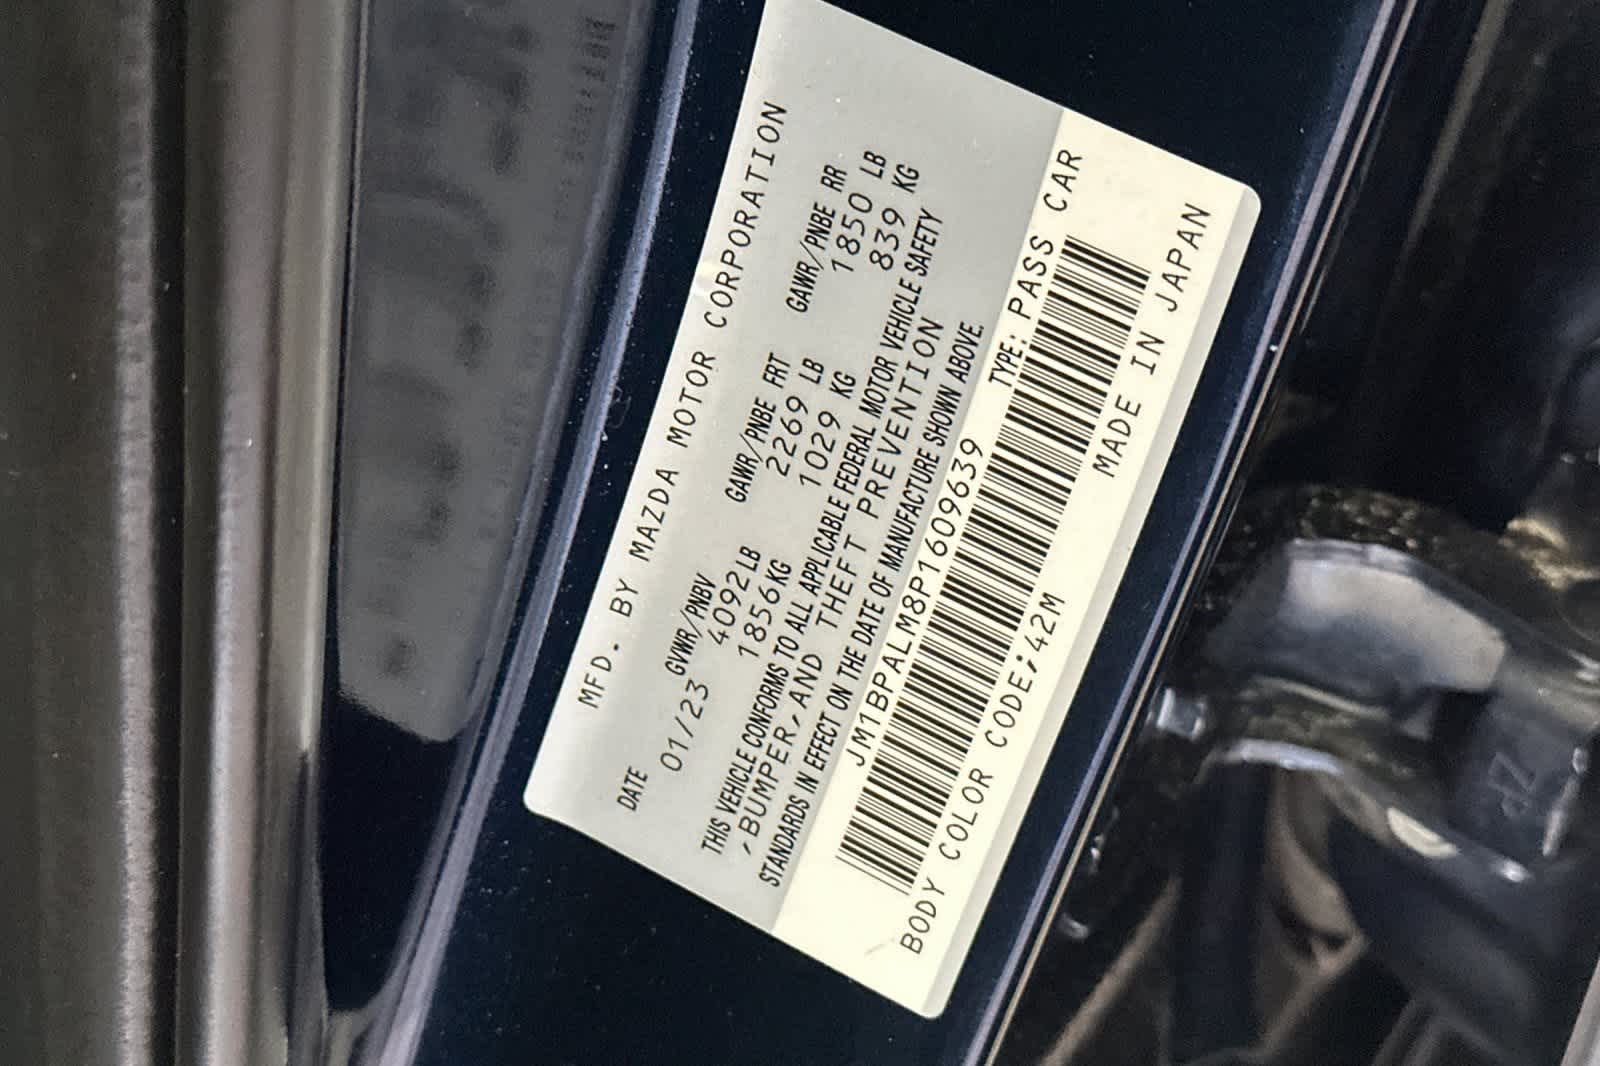 MFD. BY MAZDA MOTOR CORPORATION
DATE GVWR/PNBV GAWR/PNBE FRT GAWR/PNBE RR
01/23 4092LB 2269 LB 1850 LB
1856KG 1029 KG 839 KG
THIS VEHICLE CONFORMS TO ALL APPLICABLE FEDERAL MOTOR VEHICLE SAFETY
,BUMPER,AND THEFT PREVENTION
STANDARDS IN EFFECT ON THE DATE OF MANUFACTURE SHOWN ABOVE.
JM1BPALM8P1609639 TYPE: PASS CAR
BODY COLOR CODE;42M MADE IN JAPAN